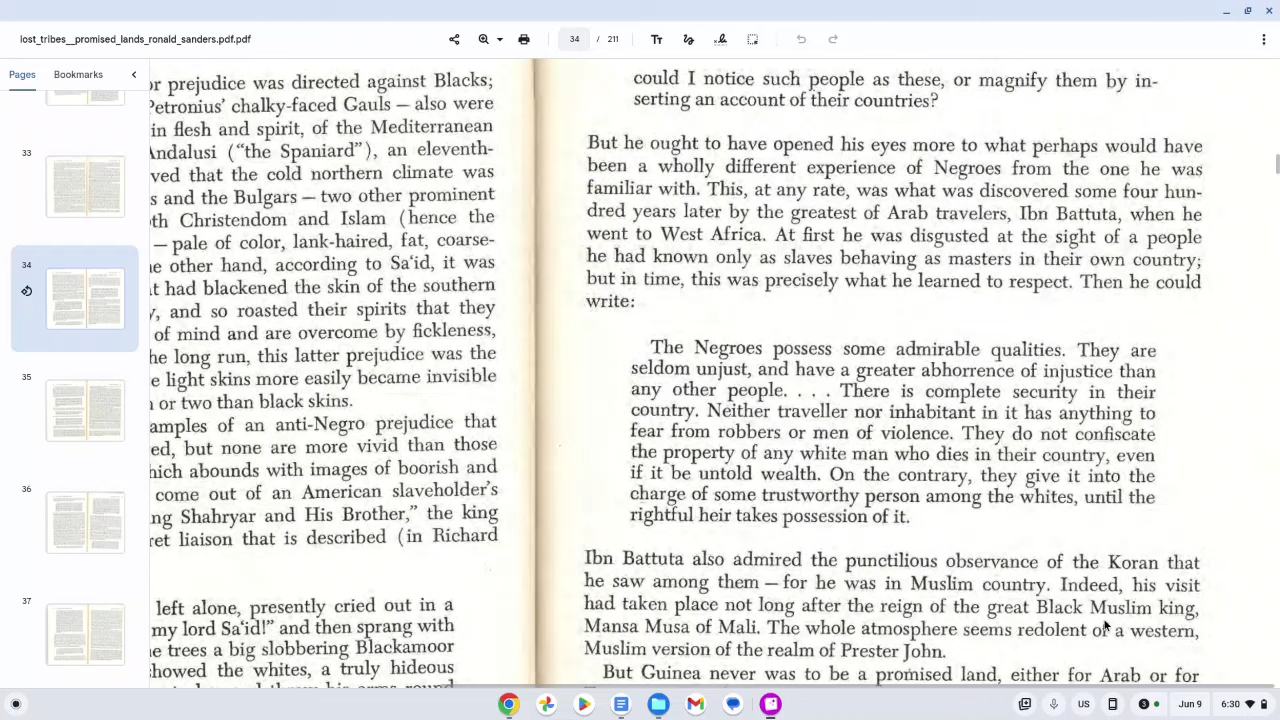 lost_tribes__promised_lands_ronald_sanders.pdf.pdf
34 / 211
Pages
Bookmarks
33
34
35
36
37
or prejudice was directed against Blacks;
Petronius' chalky-faced Gauls — also were
in flesh and spirit, of the Mediterranean
Andalusi ("the Spaniard"), an eleventh-
ved that the cold northern climate was
s and the Bulgars — two other prominent
th Christendom and Islam (hence the
— pale of color, lank-haired, fat, coarse-
e other hand, according to Sa'id, it was
t had blackened the skin of the southern
y, and so roasted their spirits that they
of mind and are overcome by fickleness,
he long run, this latter prejudice was the
e light skins more easily became invisible
or two than black skins.
amples of an anti-Negro prejudice that
ed, but none are more vivid than those
hich abounds with images of boorish and
come out of an American slaveholder's
ng Shahryar and His Brother," the king
ret liaison that is described (in Richard
left alone, presently cried out in a
my lord Sa'id!" and then sprang with
e trees a big slobbering Blackamoor
showed the whites, a truly hideous
could I notice such people as these, or magnify them by in-
serting an account of their countries?
But he ought to have opened his eyes more to what perhaps would have
been a wholly different experience of Negroes from the one he was
familiar with. This, at any rate, was what was discovered some four hun-
dred years later by the greatest of Arab travelers, Ibn Battuta, when he
went to West Africa. At first he was disgusted at the sight of a people
he had known only as slaves behaving as masters in their own country;
but in time, this was precisely what he learned to respect. Then he could
write:
The Negroes possess some admirable qualities. They are
seldom unjust, and have a greater abhorrence of injustice than
any other people. . . . There is complete security in their
country. Neither traveller nor inhabitant in it has anything to
fear from robbers or men of violence. They do not confiscate
the property of any white man who dies in their country, even
if it be untold wealth. On the contrary, they give it into the
charge of some trustworthy person among the whites, until the
rightful heir takes possession of it.
Ibn Battuta also admired the punctilious observance of the Koran that
he saw among them — for he was in Muslim country. Indeed, his visit
had taken place not long after the reign of the great Black Muslim king,
Mansa Musa of Mali. The whole atmosphere seems redolent of a western,
Muslim version of the realm of Prester John.
But Guinea never was to be a promised land, either for Arab or for
US
3
Jun 9
6:30